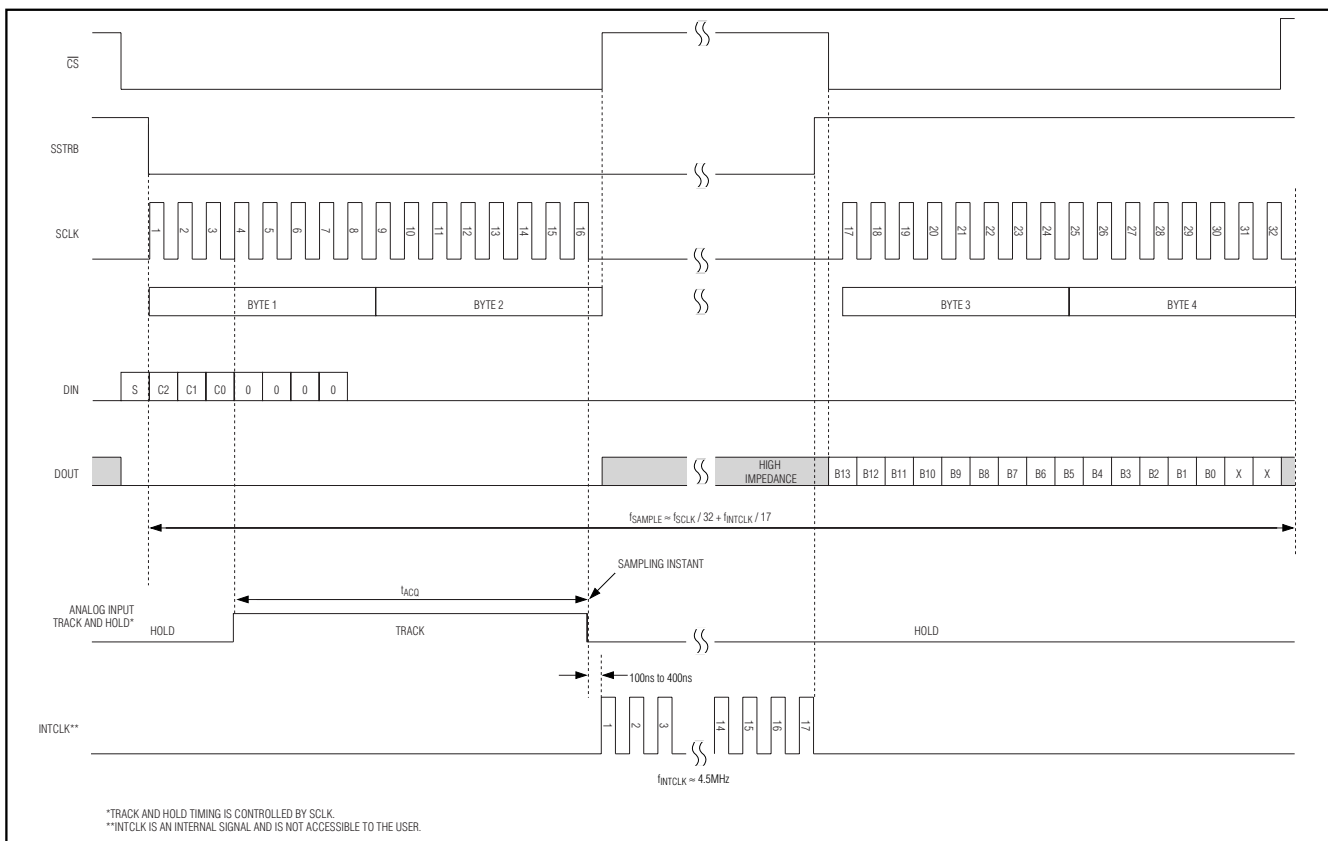 CS
SSTRB
SCLK
1 2 3 4 5 6 7 8 9 10 11 12 13 14 15 16 17 18 19 20 21 22 23 24 25 26 27 28 29 30 31 32
BYTE 1 BYTE 2 BYTE 3 BYTE 4
DIN
S C2 C1 C0 0 0 0 0
DOUT
HIGH
IMPEDANCE
B13 B12 B11 B10 B9 B8 B7 B6 B5 B4 B3 B2 B1 B0 X X
fSAMPLE ≈ fSCLK / 32 + fINTCLK / 17
SAMPLING INSTANT
tACQ
ANALOG INPUT
TRACK AND HOLD*
HOLD TRACK HOLD
100ns to 400ns
INTCLK**
1 2 3 14 15 16 17
fINTCLK ≈ 4.5MHz
*TRACK AND HOLD TIMING IS CONTROLLED BY SCLK.
**INTCLK IS AN INTERNAL SIGNAL AND IS NOT ACCESSIBLE TO THE USER.